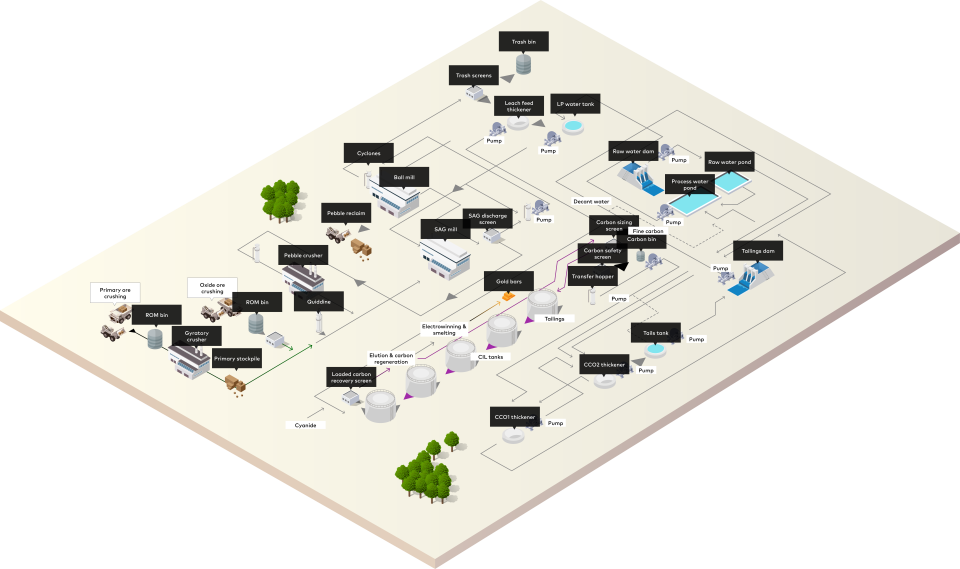 Trash bin
Trash screens
Leach feed
thickener
LP water tank
Pump
Pump
Cyclones
Ball mill
Raw water dam
Pump
Raw water pond
Process water
pond
Decant water
Pump
Pebble reclaim
SAG discharge
screen
Pump
SAG mill
Carbon sizing
screen
Fine carbon
Carbon bin
Carbon safety
screen
Tailings dam
Pump
Pebble crusher
Transfer hopper
Gold bars
Pump
Primary ore
crushing
Oxide ore
crushing
ROM bin
ROM bin
Quiddine
Gyratory
crusher
Primary stockpile
Tailings
Electrowinning &
smelting
CIL tanks
Elution & carbon
regeneration
Loaded carbon
recovery screen
Tails tank
Pump
CCO2 thickener
Pump
Cyanide
CCO1 thickener
Pump